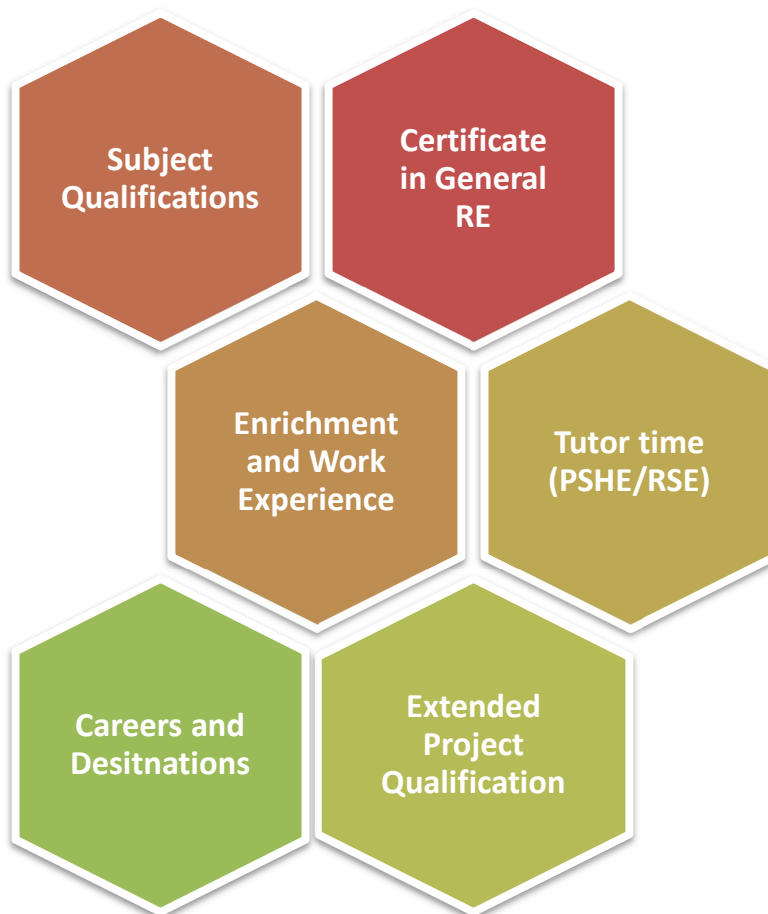 Subject
Qualifications
Certificate
in General
RE
Enrichment
and Work
Experience
Tutor time
(PSHE/RSE)
Careers and
Desitnations
Extended
Project
Qualification